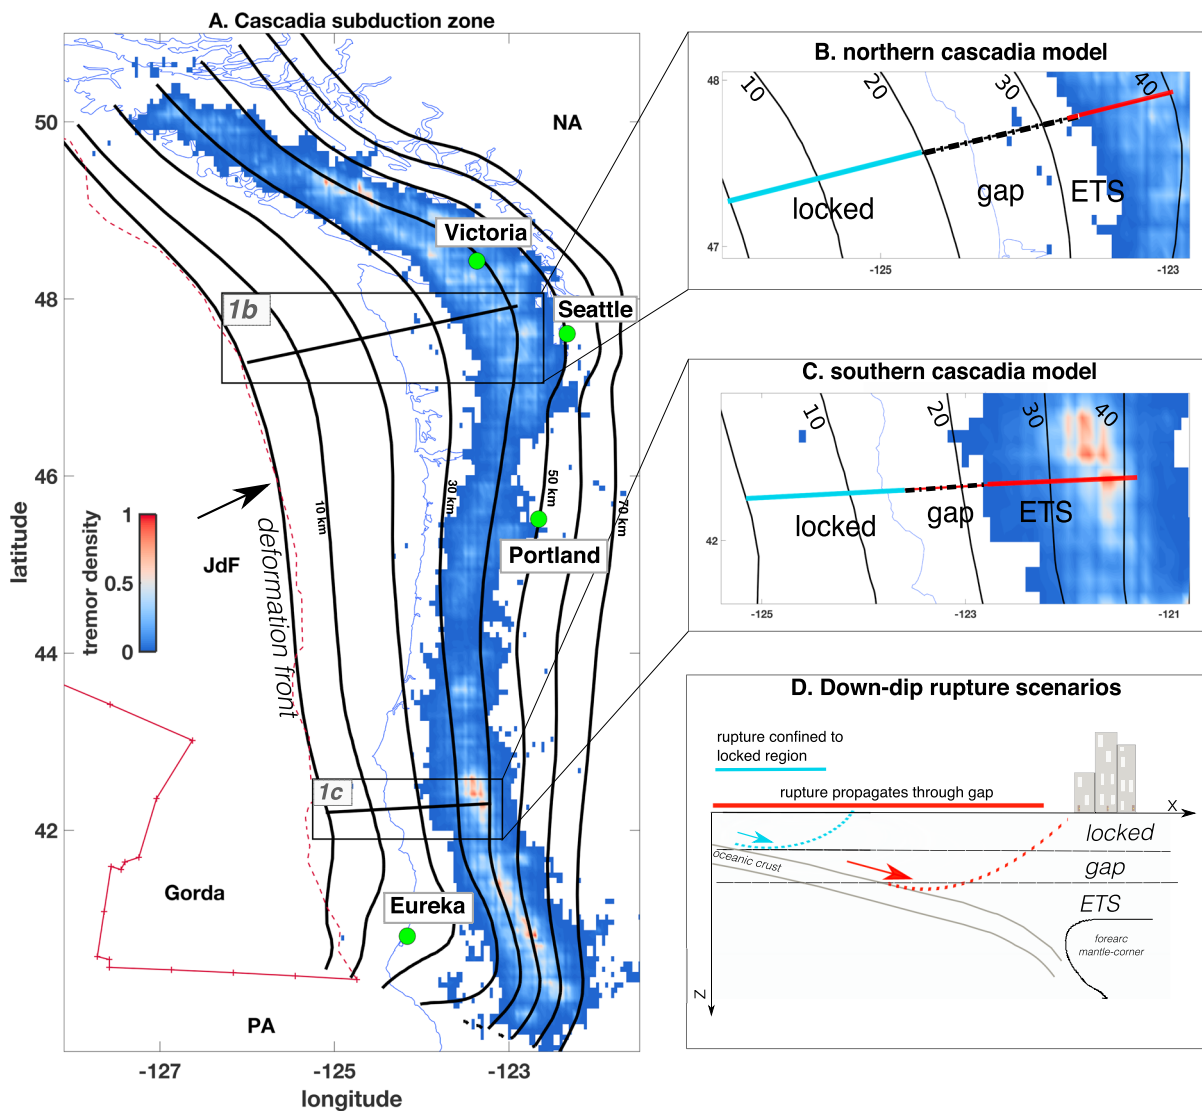 A. Cascadia subduction zone
NA
50
48
46
44
42
-127
-125
-123
latitude
longitude
Victoria
Seattle
Portland
Eureka
1b
1c
10 km
30 km
50 km
70 km
JdF
deformation front
tremor density
1
0.5
0
Gorda
PA
B. northern cascadia model
48
47
10
20
30
40
locked
gap
ETS
-125
-123
C. southern cascadia model
10
20
30
40
locked
gap
ETS
42
-125
-123
-121
D. Down-dip rupture scenarios
rupture confined to
locked region
rupture propagates through gap
X
locked
oceanic crust
gap
ETS
forearc
mantle-corner
Z